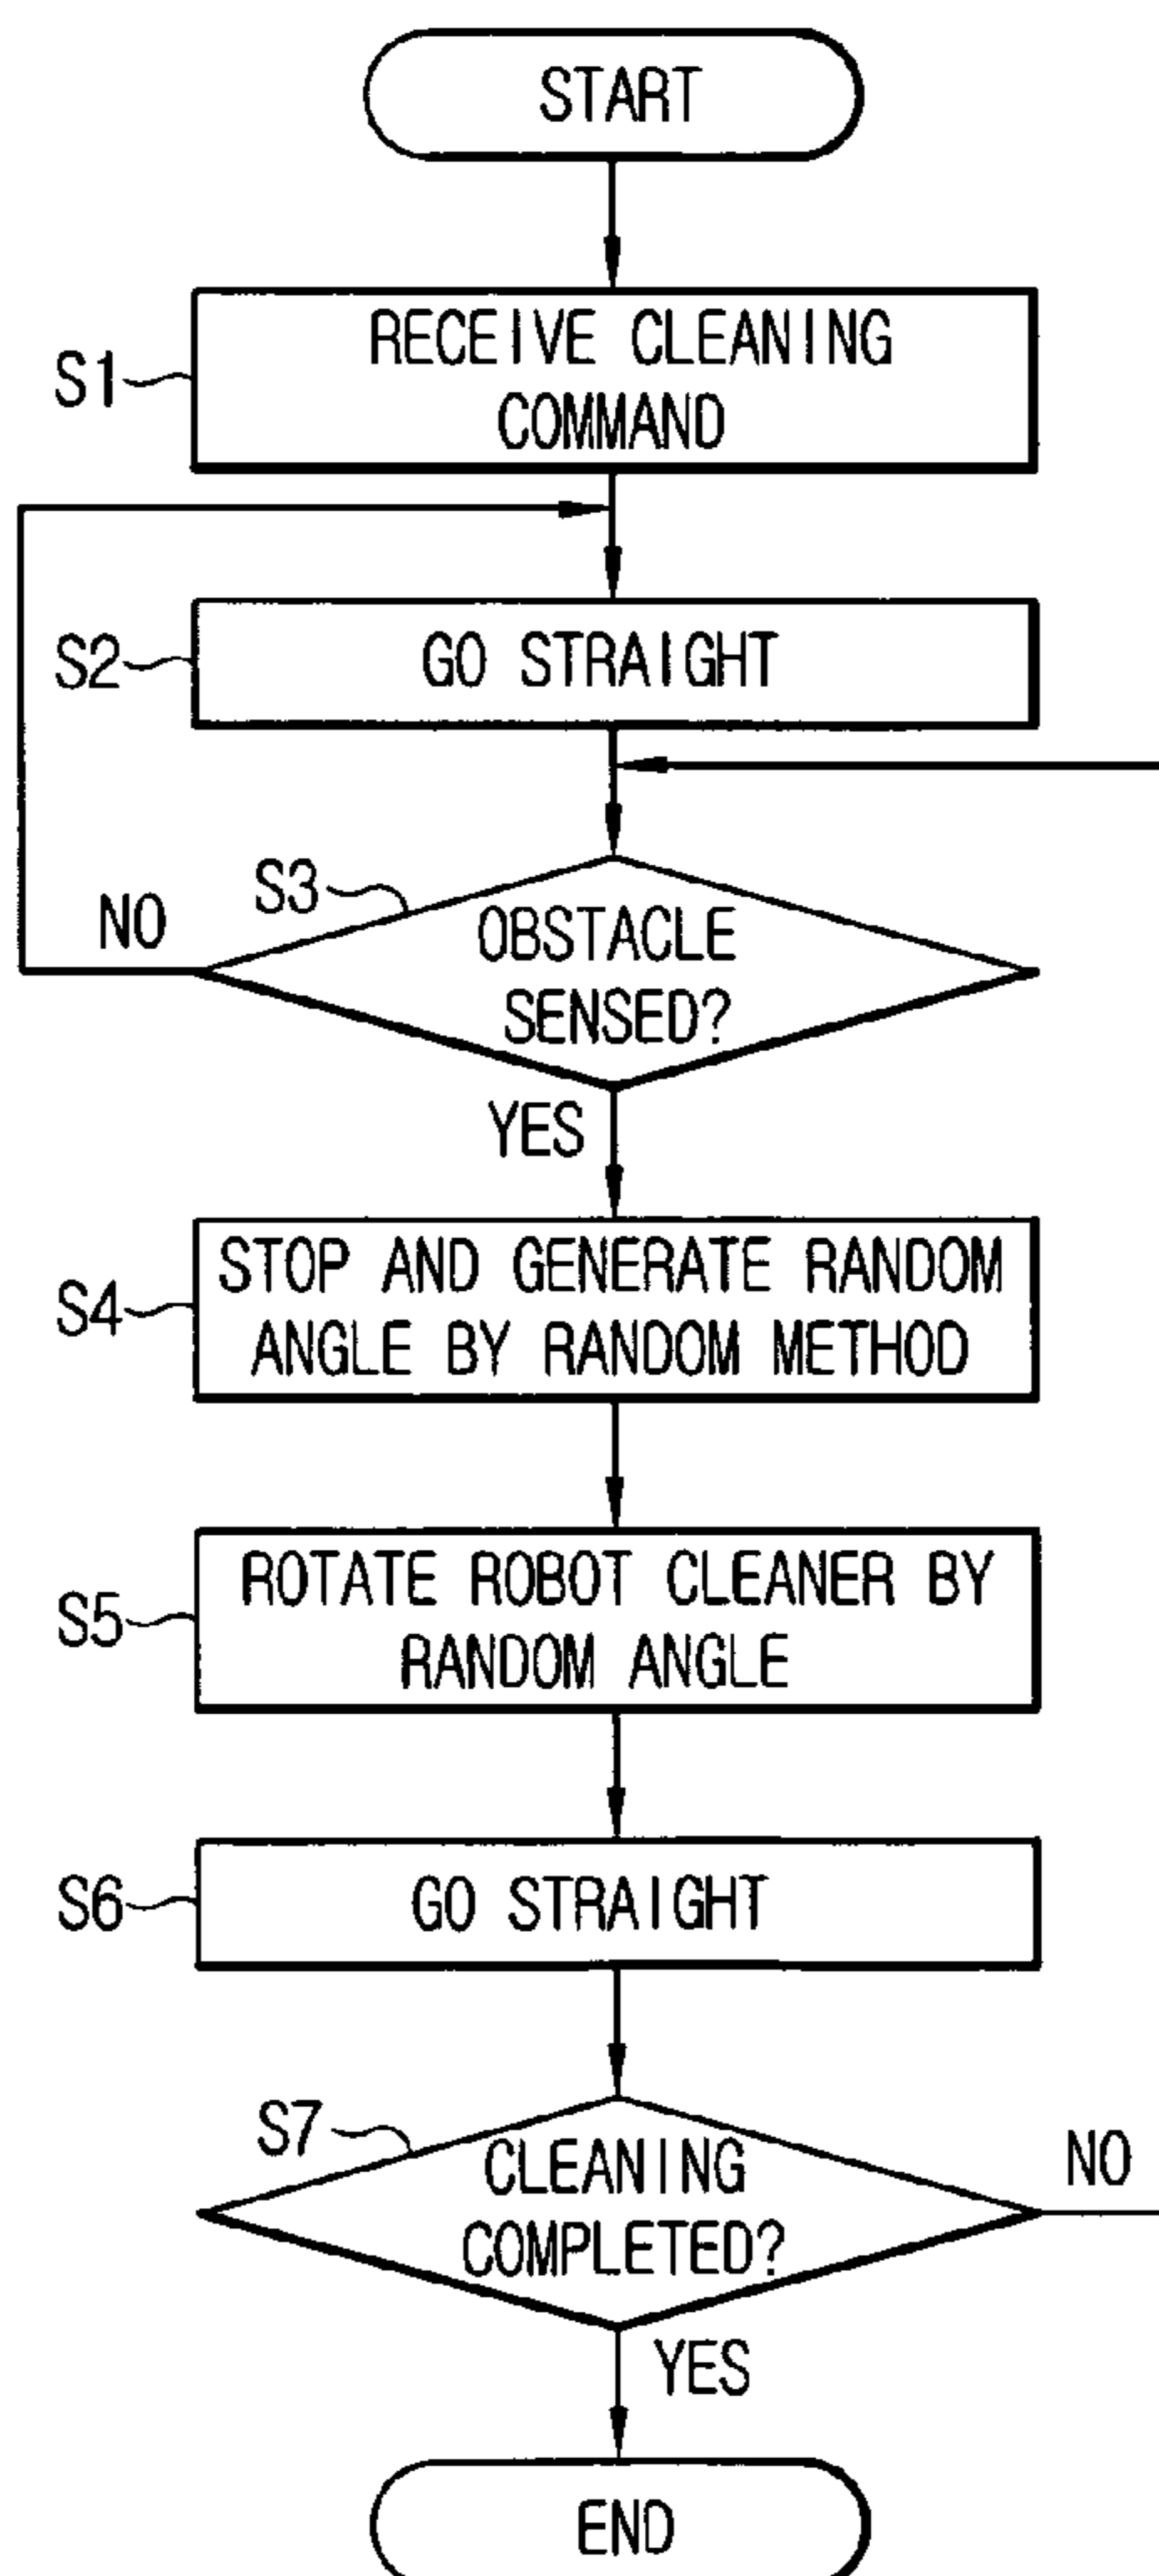 START
S1
RECEIVE CLEANING
COMMAND
S2
GO STRAIGHT
S3
NO
OBSTACLE
SENSED?
YES
S4
STOP AND GENERATE RANDOM
ANGLE BY RANDOM METHOD
S5
ROTATE ROBOT CLEANER BY
RANDOM ANGLE
S6
GO STRAIGHT
S7
CLEANING
COMPLETED?
NO
YES
END